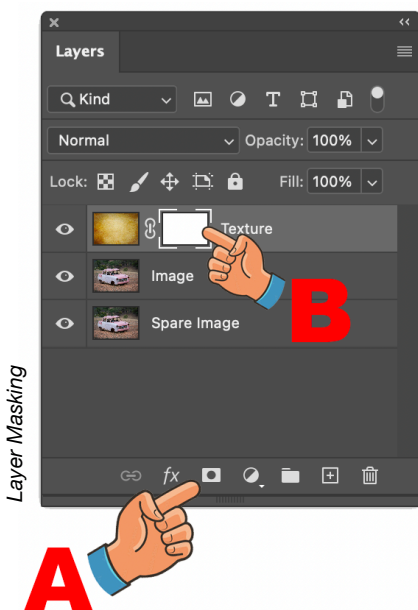 Layers
Kind
Normal Opacity: 100%
Lock: Fill: 100%
Texture
Image
B
Spare Image
Layer Masking
fx
A